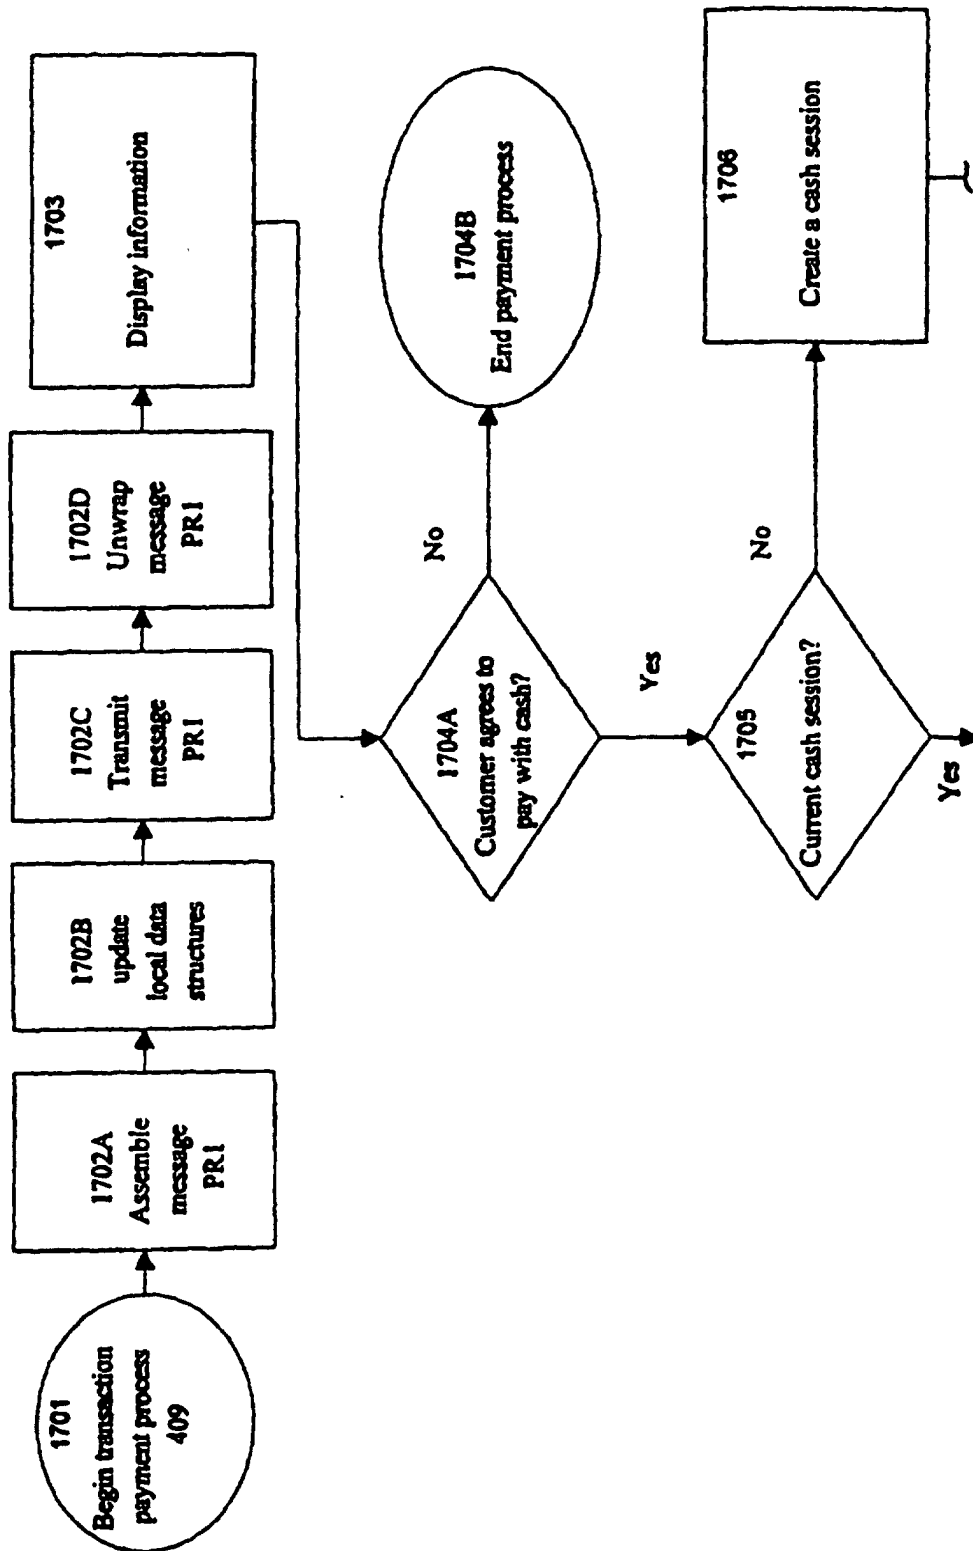 1701
Begin transaction
payment process
409
1702A
Assemble
message
PR1
1702B
update
local data
structures
1702C
Transmit
message
PR1
1702D
Unwrap
message
PR1
1703
Display information
1704A
Customer agrees to
pay with cash?
No
1704B
End payment process
Yes
1705
Current cash session?
No
1706
Create a cash session
Yes